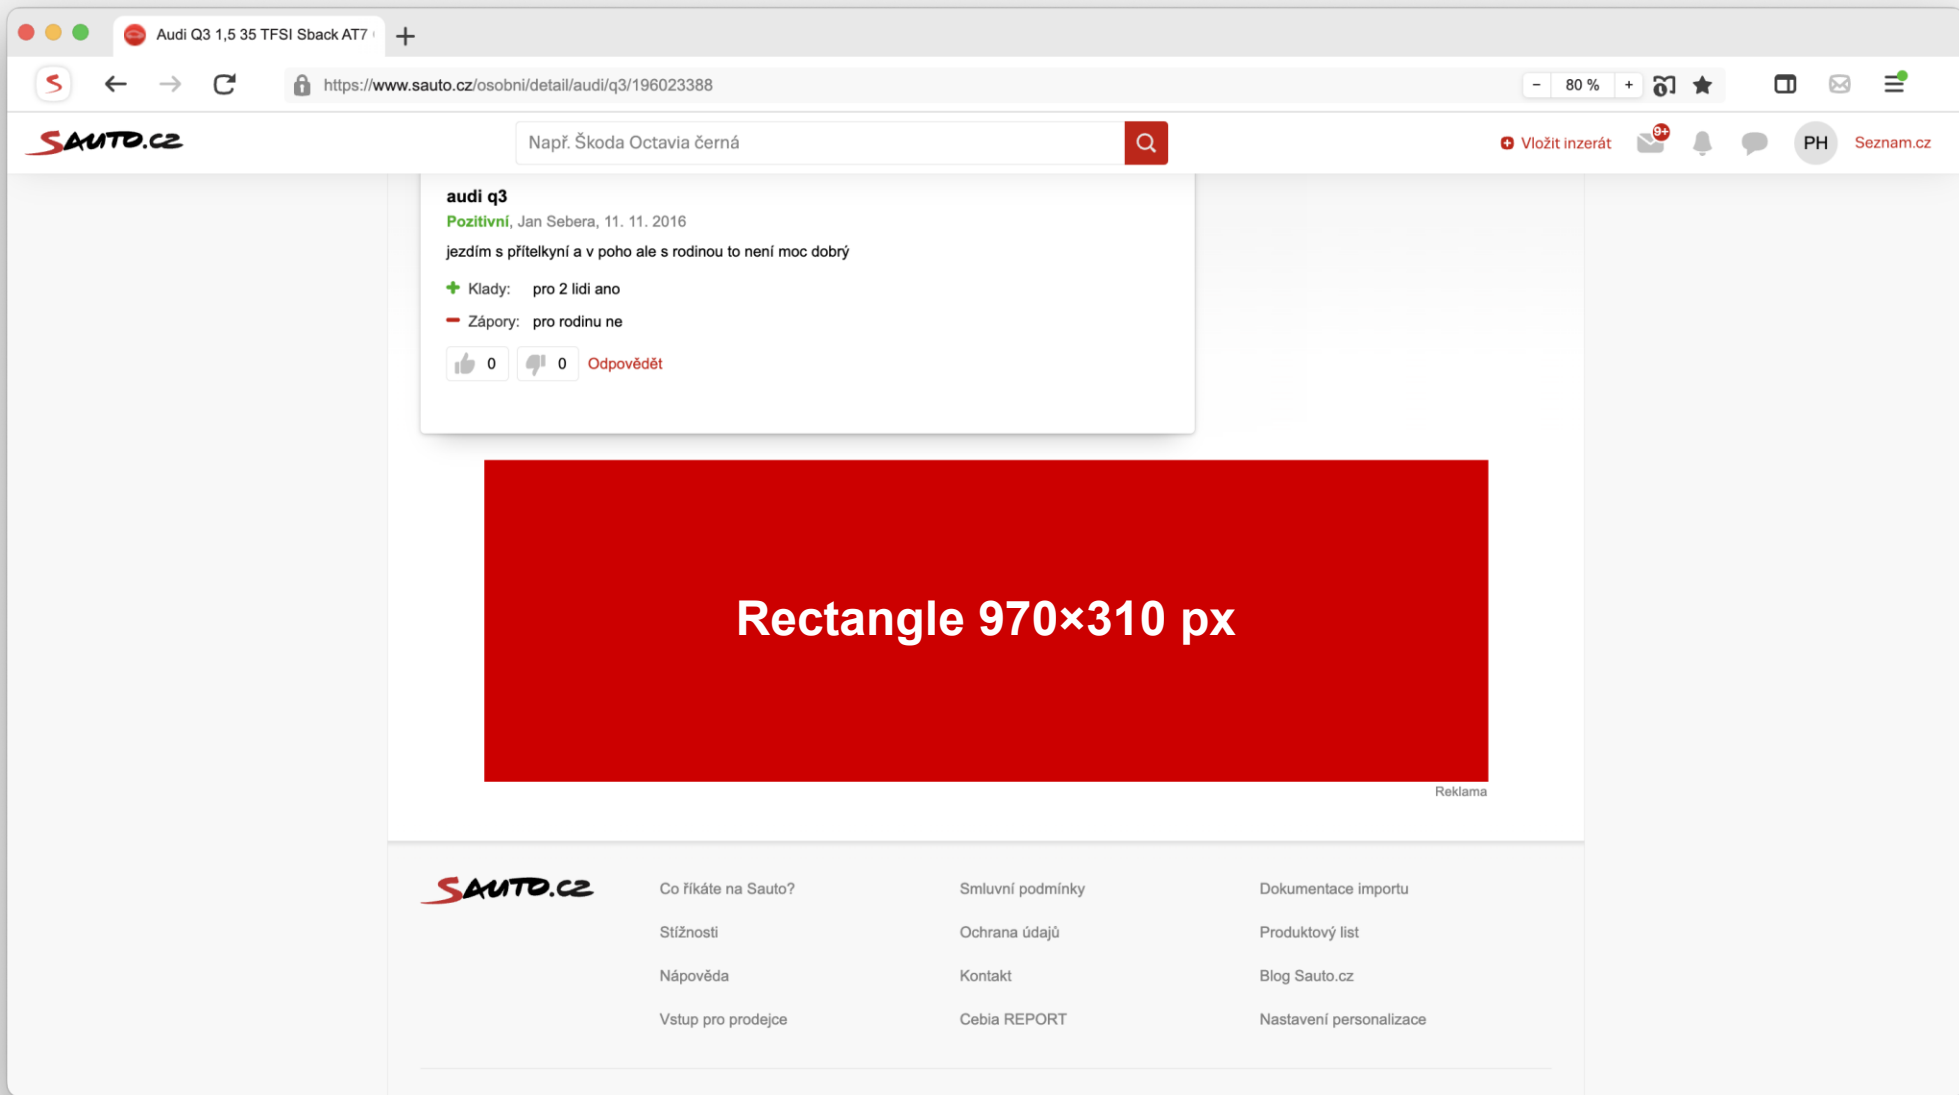 Audi Q3 1,5 35 TFSI Sback AT7
https://www.sauto.cz/osobni/detail/audi/q3/196023388
- 80 % +
SAUTO.CZ
Např. Škoda Octavia černá
Vložit inzerát
9+
PH
Seznam.cz
audi q3
Pozitivní, Jan Sebera, 11. 11. 2016
jezdím s přítelkyní a v poho ale s rodinou to není moc dobrý
Klady: pro 2 lidi ano
Zápory: pro rodinu ne
0 0 Odpovědět
Rectangle 970×310 px
Reklama
SAUTO.CZ
Co říkáte na Sauto?
Stížnosti
Nápověda
Vstup pro prodejce
Smluvní podmínky
Ochrana údajů
Kontakt
Cebia REPORT
Dokumentace importu
Produktový list
Blog Sauto.cz
Nastavení personalizace